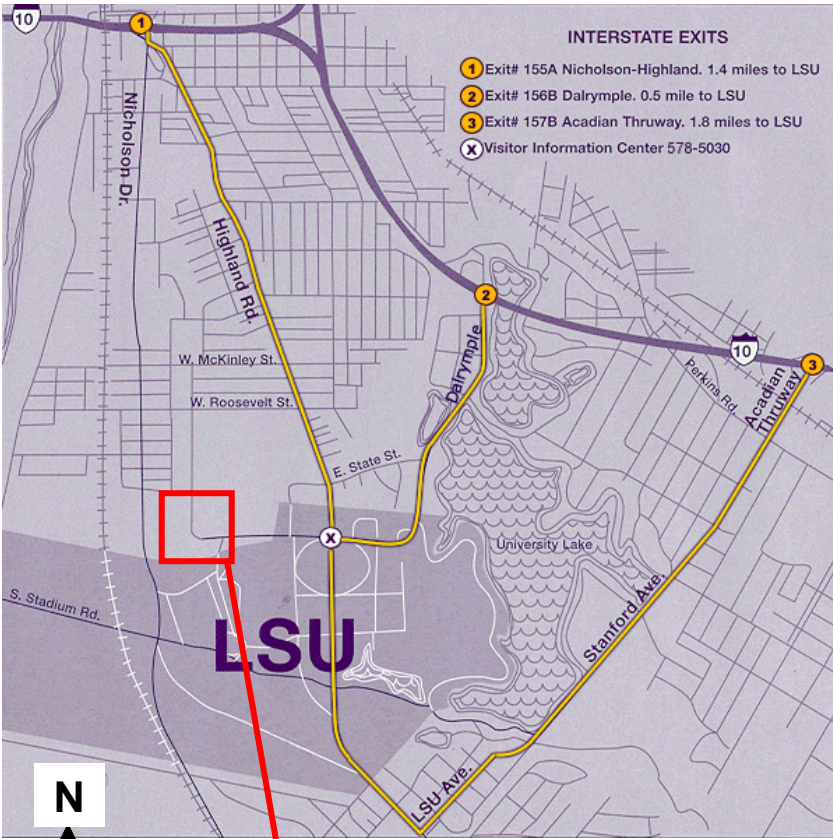 10
1
INTERSTATE EXITS
1 Exit# 155A Nicholson-Highland. 1.4 miles to LSU
2 Exit# 156B Dalrymple. 0.5 mile to LSU
3 Exit# 157B Acadian Thruway. 1.8 miles to LSU
X Visitor Information Center 578-5030
Nicholson Dr.
Highland Rd.
2
Dalrymple
10
3
Perkins Rd.
Acadian
Thruway
W. McKinley St.
W. Roosevelt St.
E. State St.
X
University Lake
S. Stadium Rd.
LSU
Stanford Ave.
LSU Ave.
N